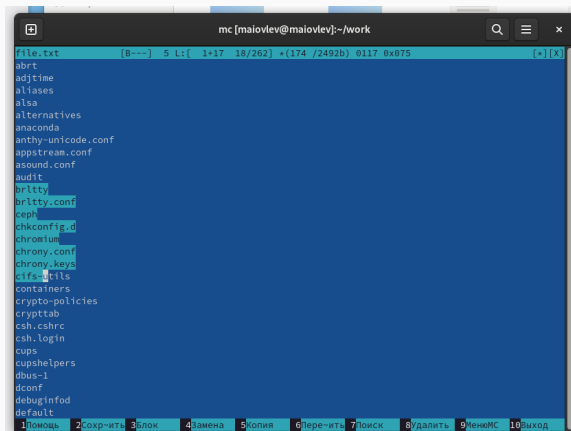 mc [maiovlev@maiovlev]:~/work
file.txt [B---] 5 L:[ 1+17 18/262] *(174 /2492b) 0117 0x075 [*][X]
abrt
adjtime
aliases
alsa
alternatives
anaconda
anthy-unicode.conf
appstream.conf
asound.conf
audit
brltty
brltty.conf
ceph
chkconfig.d
chromium
chrony.conf
chrony.keys
cifs-utils
containers
crypto-policies
crypttab
csh.cshrc
csh.login
cups
cupshelpers
dbus-1
dconf
debuginfod
default
1Помощь 2Сохр~ить 3Блок 4Замена 5Копия 6Пере~ить 7Поиск 8Удалить 9МенюMC 10Выход